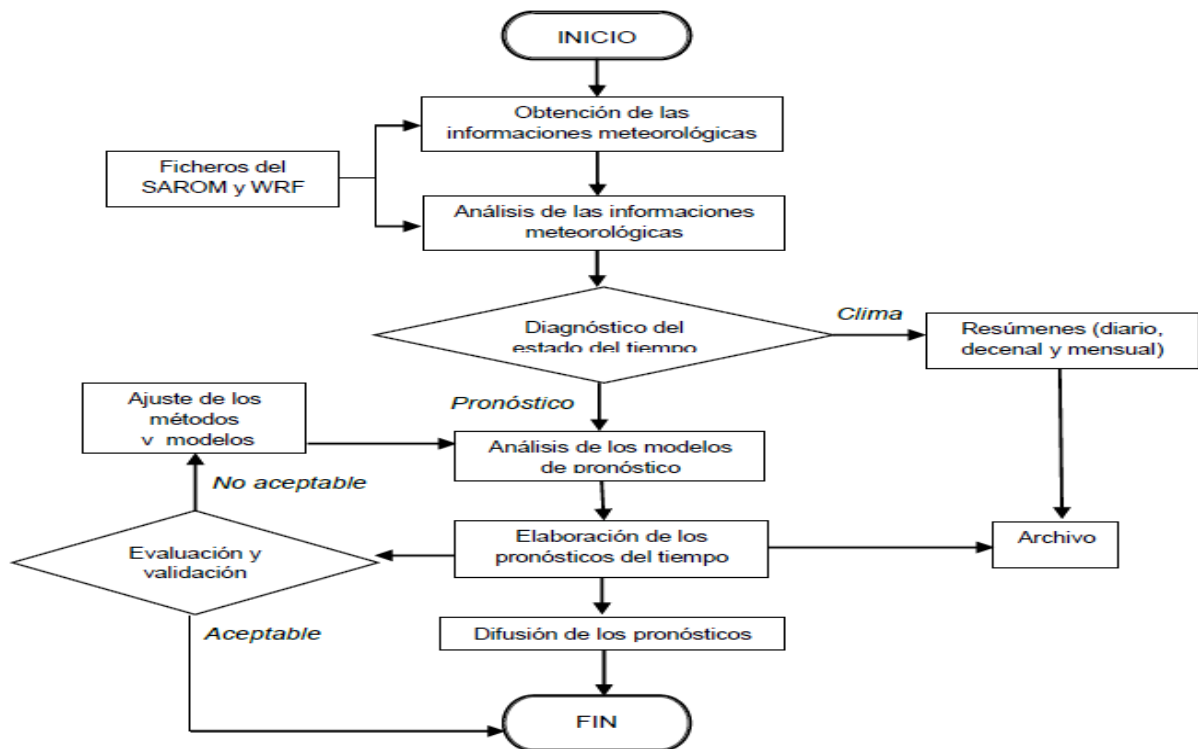 INICIO
Obtención de las
informaciones meteorológicas
Ficheros del
SAROM y WRF
Análisis de las informaciones
meteorológicas
Diagnóstico del
estado del tiempo
Clima
Resúmenes (diario,
decenal y mensual)
Pronóstico
Ajuste de los
métodos
y modelos
Análisis de los modelos
de pronóstico
No aceptable
Elaboración de los
pronósticos del tiempo
Archivo
Evaluación y
validación
Aceptable
Difusión de los pronósticos
FIN